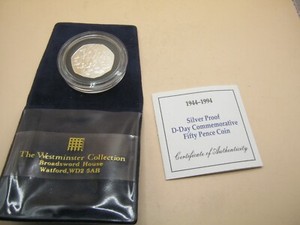 The Westminster Collection
Broadsword House
Watford, WD2 5AR
1944-1994
Silver Proof
D-Day Commemorative
Fifty Pence Coin
Certificate of Authenticity